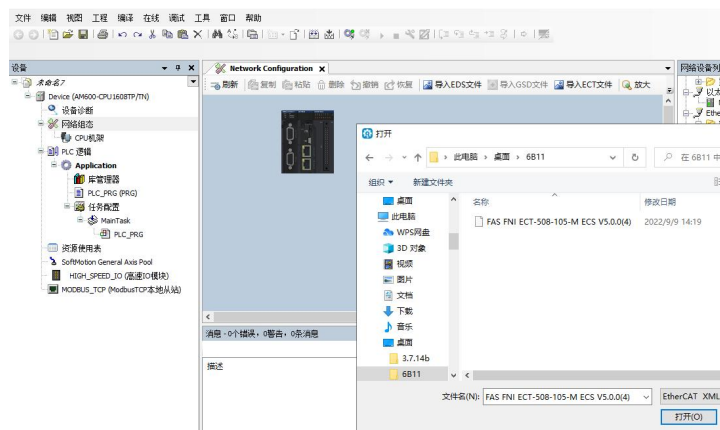 文件 编辑 视图 工程 编译 在线 调试 工具 窗口 帮助
设备
未命名7
Device (AM600-CPU1608TP/TN)
设备诊断
网络组态
CPU机架
PLC 逻辑
Application
库管理器
PLC_PRG (PRG)
任务配置
MainTask
PLC_PRG
资源使用表
SoftMotion General Axis Pool
HIGH_SPEED_IO (高速IO模块)
MODBUS_TCP (ModbusTCP本地从站)
Network Configuration
刷新 复制 粘贴 删除 撤销 恢复 导入EDS文件 导入GSD文件 导入ECT文件 放大
网络设备列
以太
Ethe
消息 - 0个错误, 0警告, 0条消息
描述
打开
此电脑 > 桌面 > 6B11
在 6B11 中
组织 新建文件夹
名称 修改日期
FAS FNI ECT-508-105-M ECS V5.0.0(4) 2022/9/9 14:19
桌面
此电脑
WPS网盘
3D 对象
视频
图片
文档
下载
音乐
桌面
3.7.14b
6B11
文件名(N): FAS FNI ECT-508-105-M ECS V5.0.0(4) EtherCAT XML
打开(O)